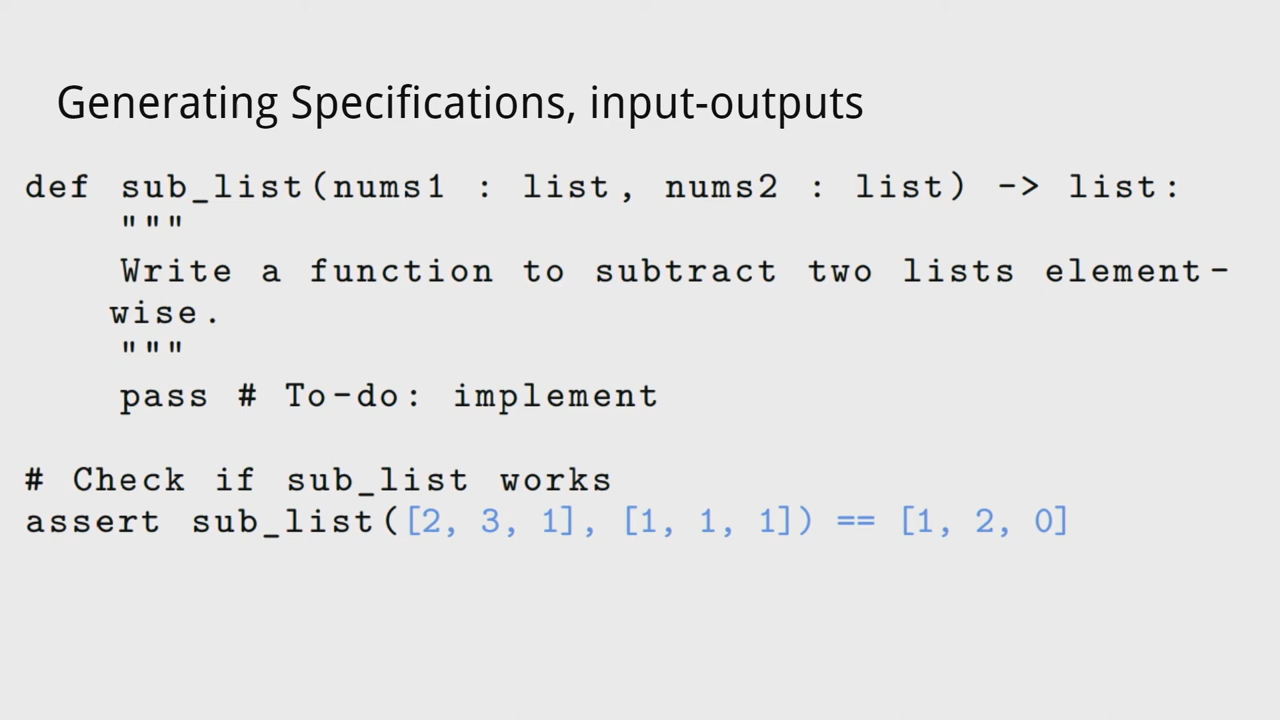 Generating Specifications, input-outputs
def sub_list(nums1 : list, nums2 : list) -> list:
"""
Write a function to subtract two lists element-
wise.
"""
pass # To-do: implement
# Check if sub_list works
assert sub_list([2, 3, 1], [1, 1, 1]) == [1, 2, 0]